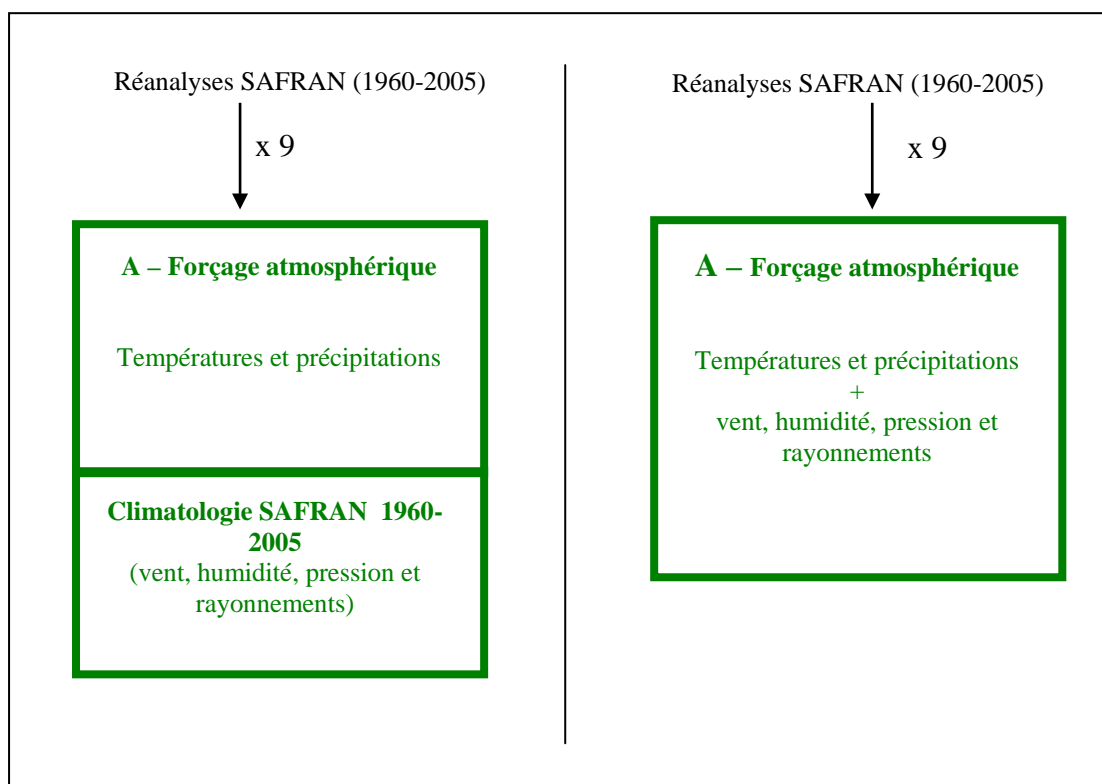 Réanalyses SAFRAN (1960-2005)
x 9
A – Forçage atmosphérique
Températures et précipitations
Climatologie SAFRAN 1960-
2005
(vent, humidité, pression et
rayonnements)
Réanalyses SAFRAN (1960-2005)
x 9
A – Forçage atmosphérique
Températures et précipitations
+
vent, humidité, pression et
rayonnements